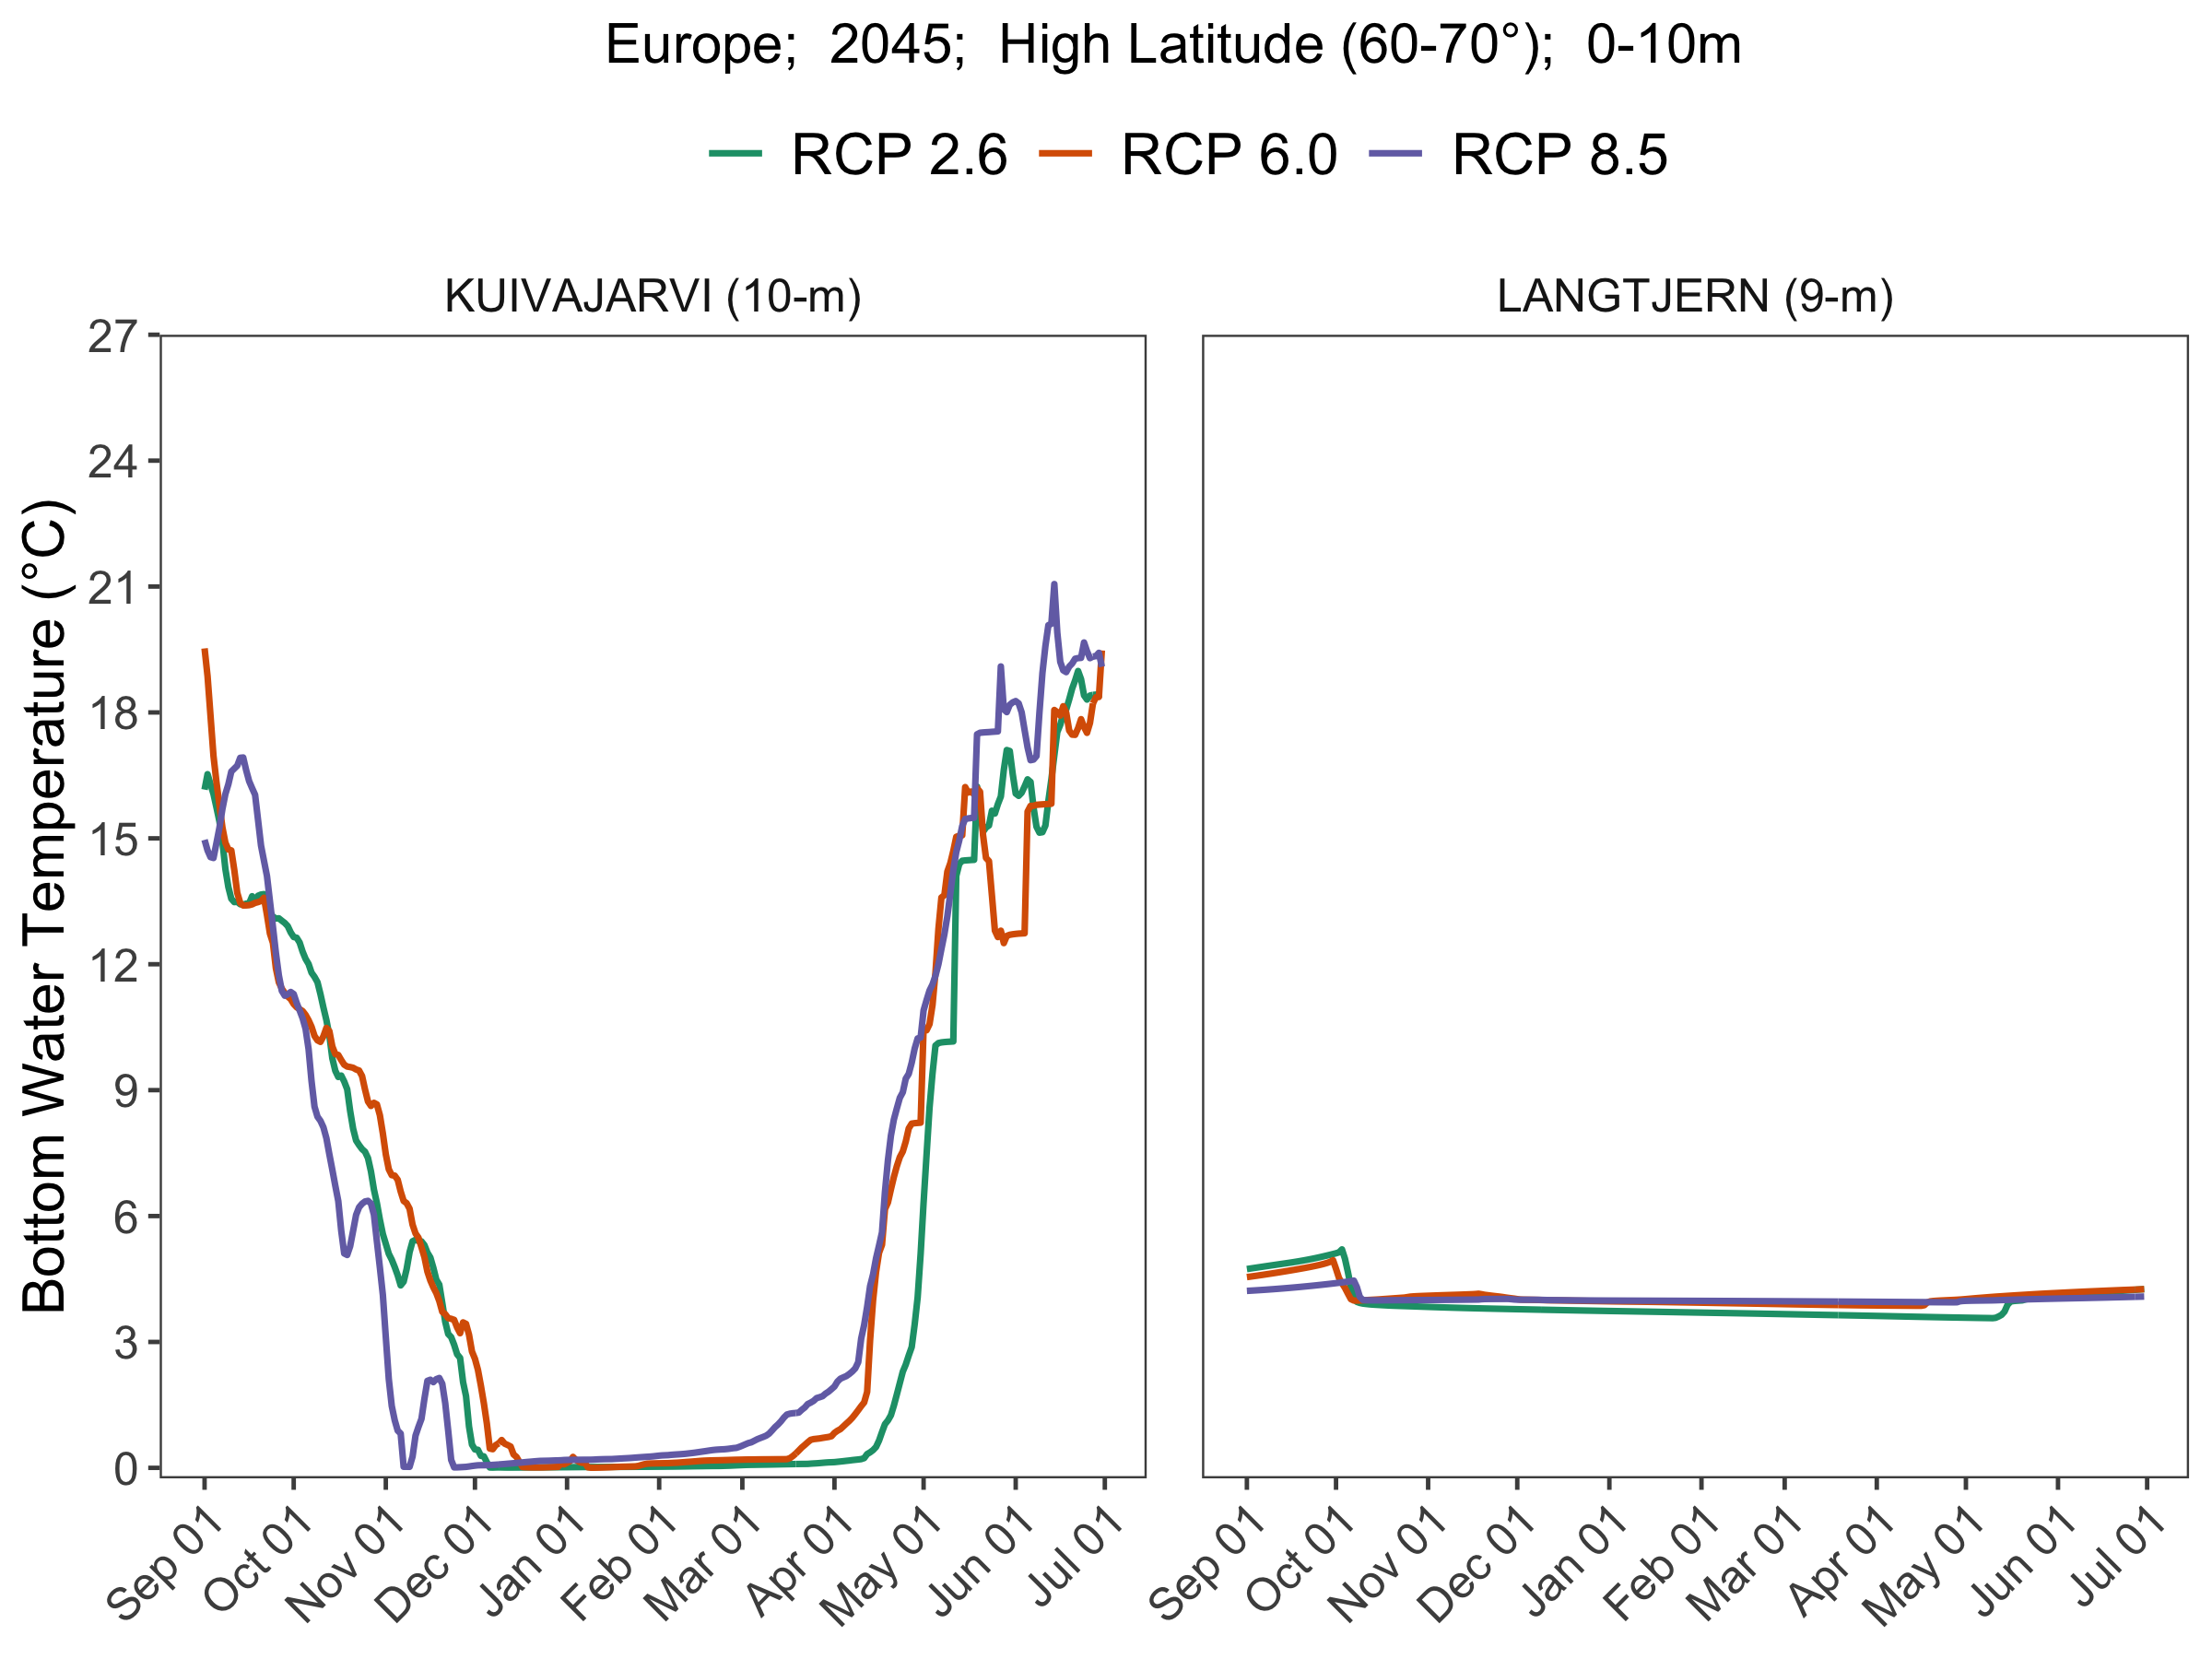 Europe;  2045;  High Latitude (60-70°);  0-10m
RCP 2.6 RCP 6.0 RCP 8.5
KUIVAJARVI (10-m)
LANGTJERN (9-m)
Bottom Water Temperature (°C)
27
24
21
18
15
12
9
6
3
0
Sep 01 Oct 01 Nov 01 Dec 01 Jan 01 Feb 01 Mar 01 Apr 01 May 01 Jun 01 Jul 01
Sep 01 Oct 01 Nov 01 Dec 01 Jan 01 Feb 01 Mar 01 Apr 01 May 01 Jun 01 Jul 01